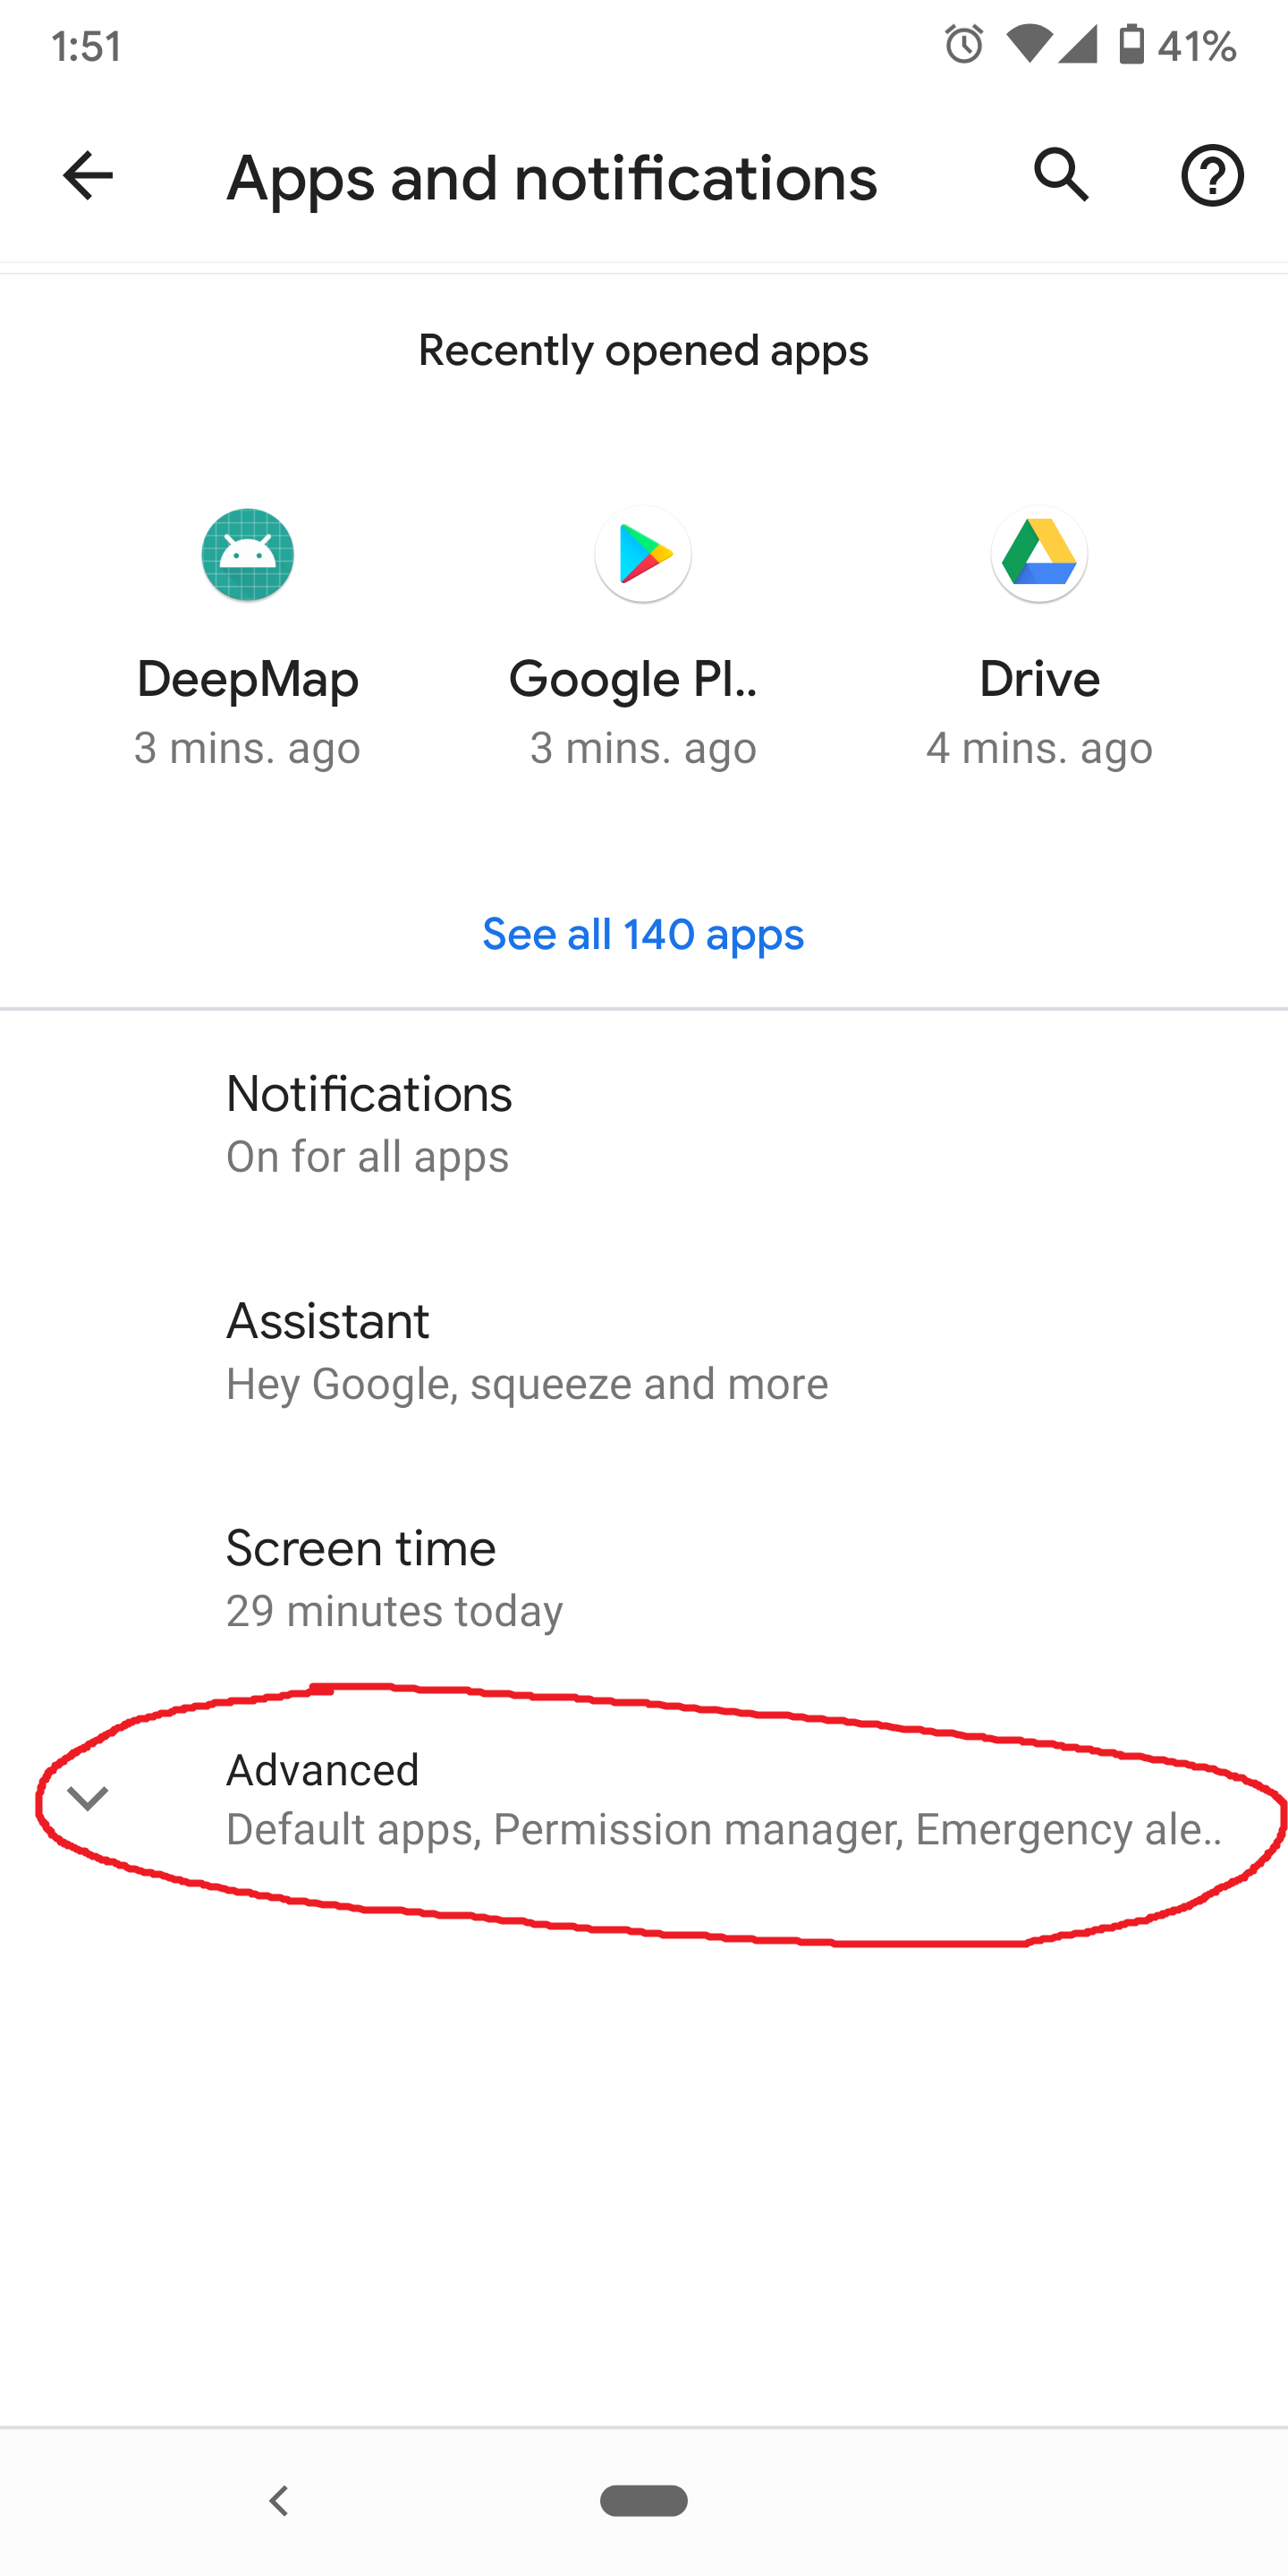 1:51 41%
Apps and notifications
Recently opened apps
DeepMap Google Pl.. Drive
3 mins. ago 3 mins. ago 4 mins. ago
See all 140 apps
Notifications
On for all apps
Assistant
Hey Google, squeeze and more
Screen time
29 minutes today
Advanced
Default apps, Permission manager, Emergency ale..